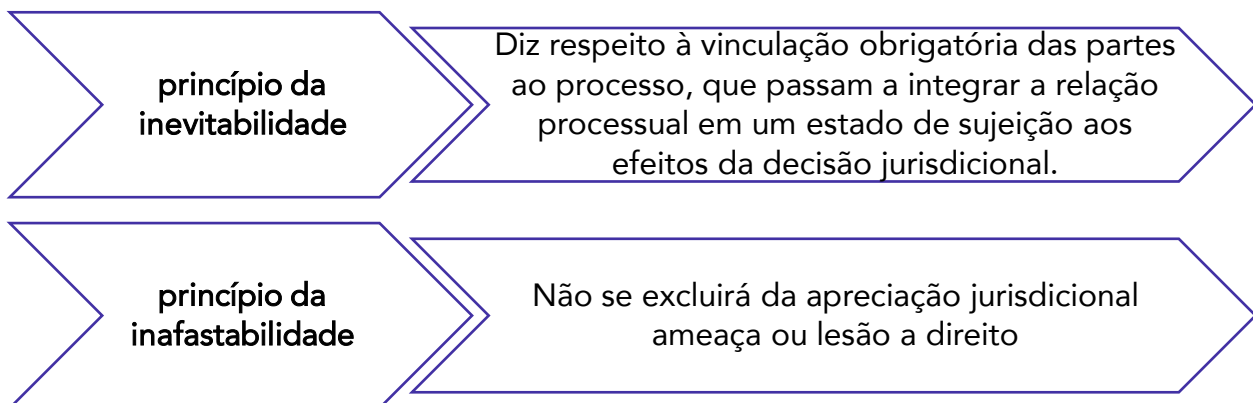 princípio da
inevitabilidade
Diz respeito à vinculação obrigatória das partes
ao processo, que passam a integrar a relação
processual em um estado de sujeição aos
efeitos da decisão jurisdicional.
princípio da
inafastabilidade
Não se excluirá da apreciação jurisdicional
ameaça ou lesão a direito